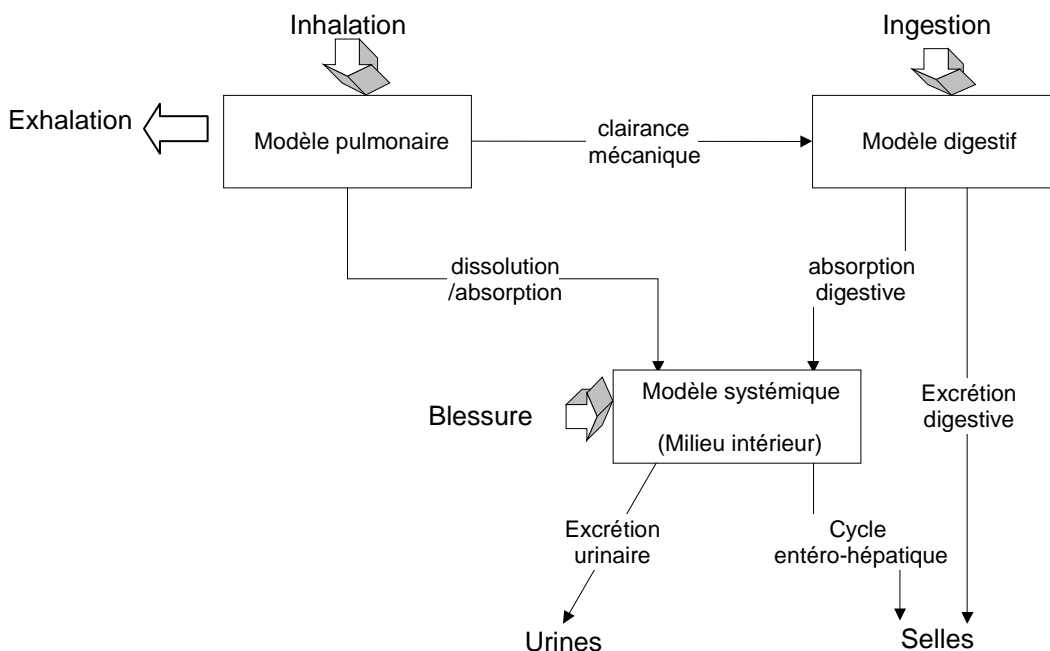 Inhalation
Ingestion
Exhalation
Modèle pulmonaire
clairance
mécanique
Modèle digestif
dissolution
/absorption
absorption
digestive
Modèle systémique
(Milieu intérieur)
Blessure
Excrétion
digestive
Excrétion
urinaire
Cycle
entéro-hépatique
Urines
Selles